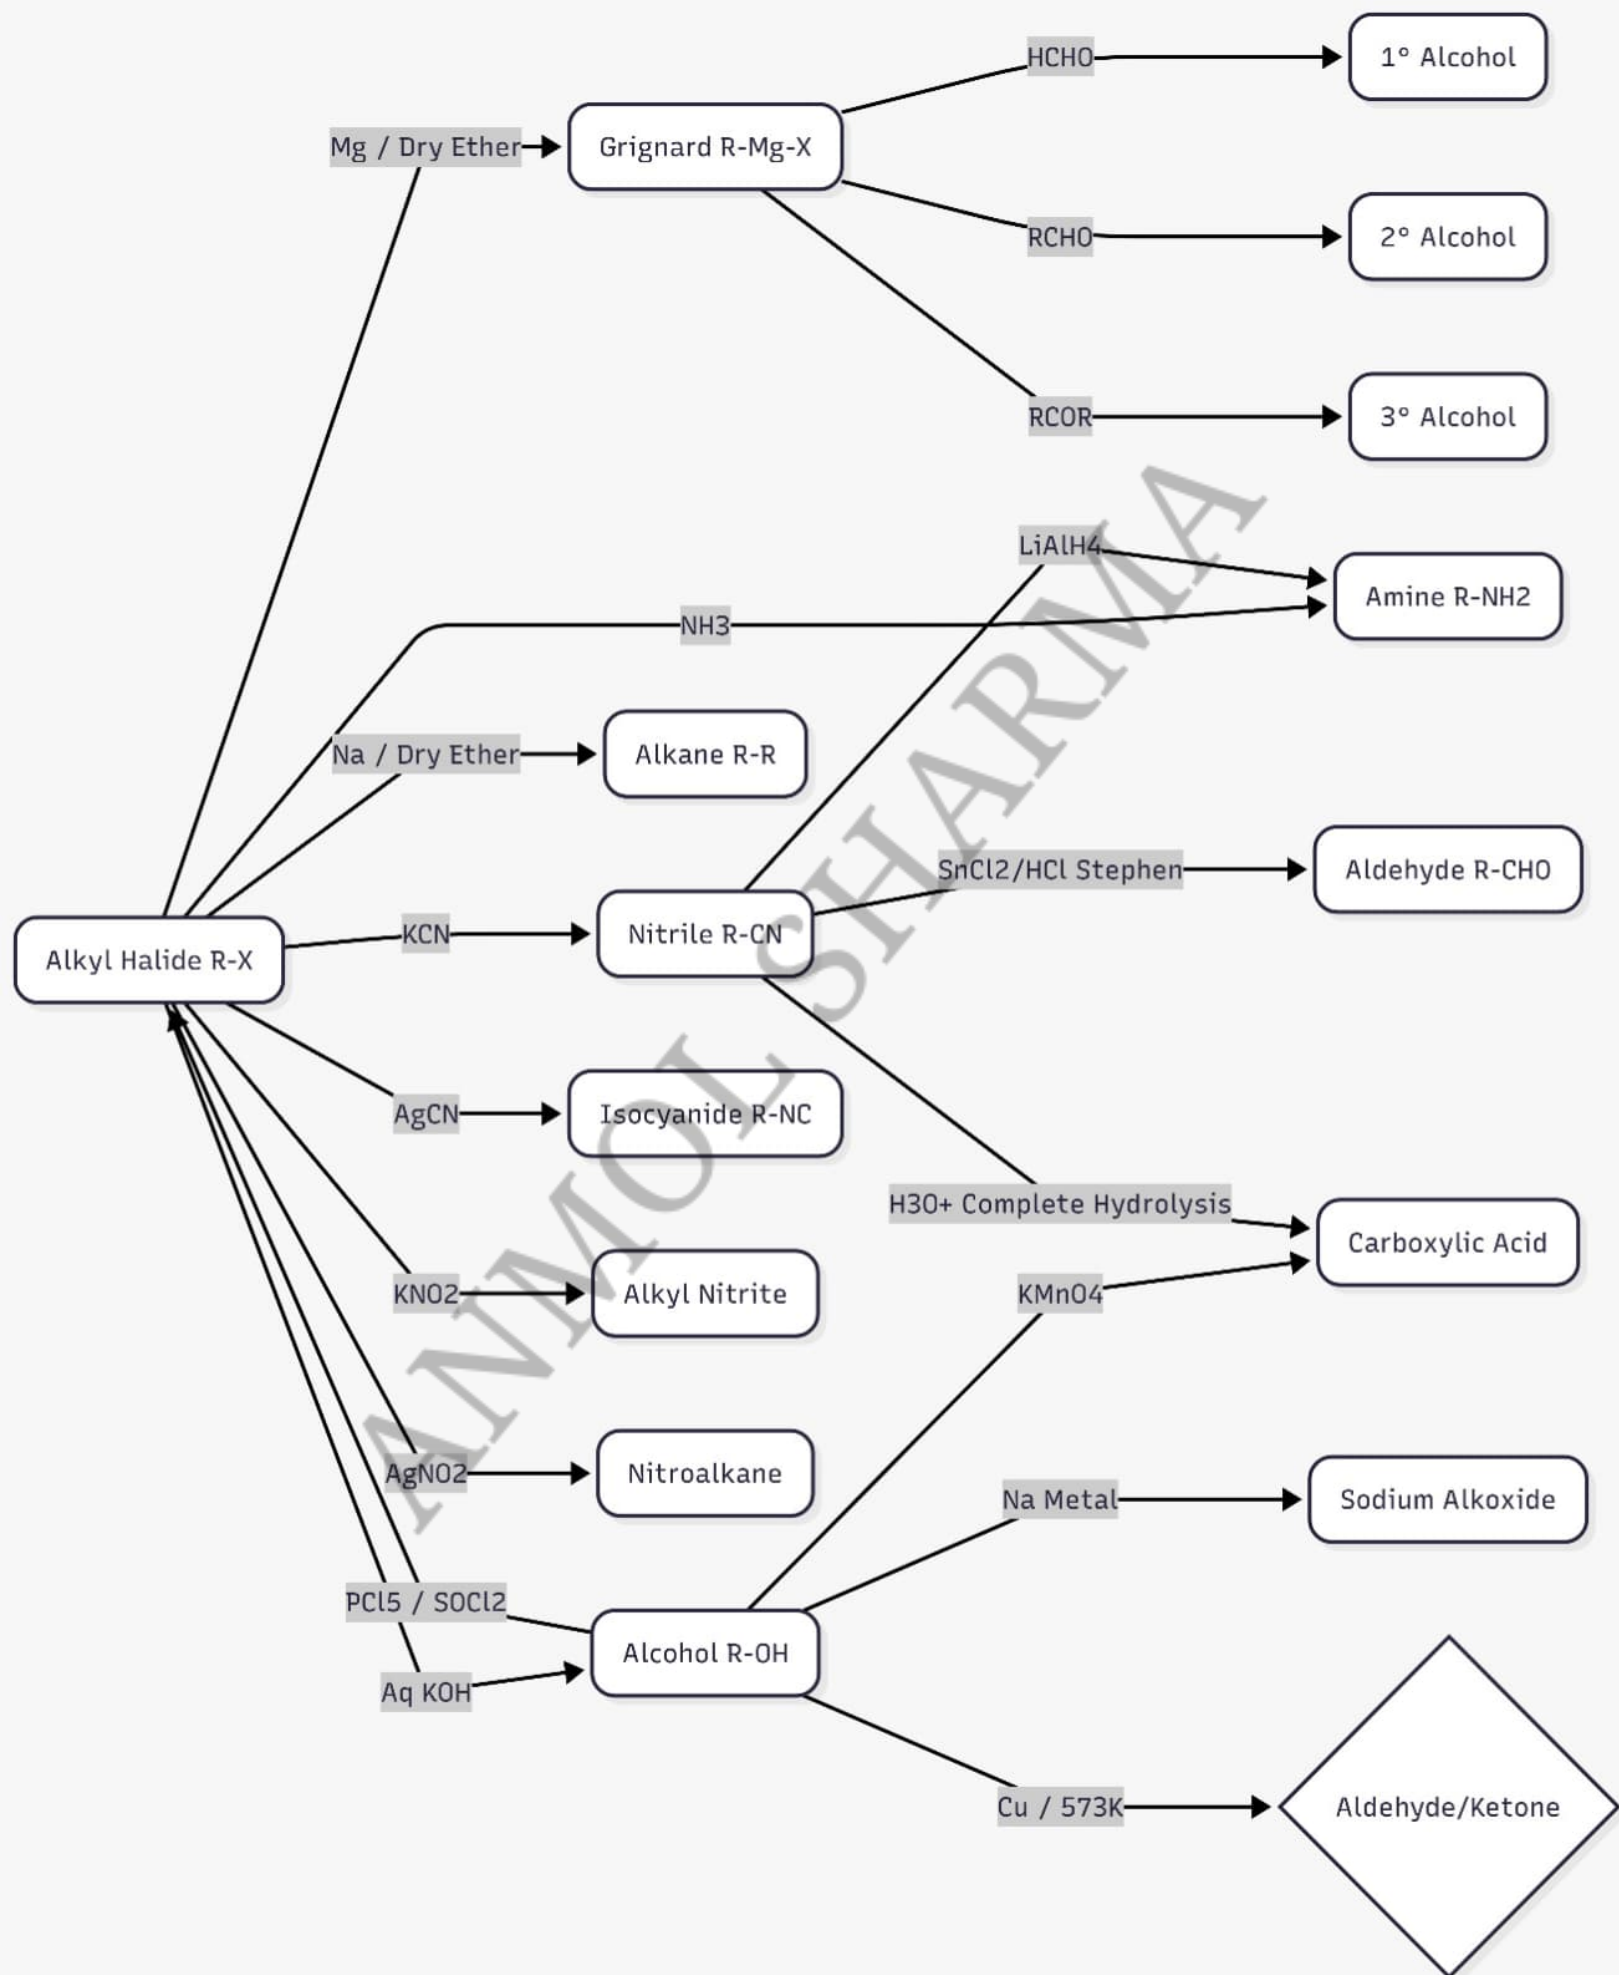 HCHO
1° Alcohol
Mg / Dry Ether
Grignard R-Mg-X
RCHO
2° Alcohol
RCOR
3° Alcohol
LiAlH4
Amine R-NH2
NH3
Na / Dry Ether
Alkane R-R
SnCl2/HCl Stephen
Aldehyde R-CHO
Alkyl Halide R-X
KCN
Nitrile R-CN
AgCN
Isocyanide R-NC
H3O+ Complete Hydrolysis
Carboxylic Acid
KNO2
Alkyl Nitrite
KMnO4
AgNO2
Nitroalkane
Na Metal
Sodium Alkoxide
PCl5 / SOCl2
Alcohol R-OH
Aq KOH
Cu / 573K
Aldehyde/Ketone
ANMOL SHARMA